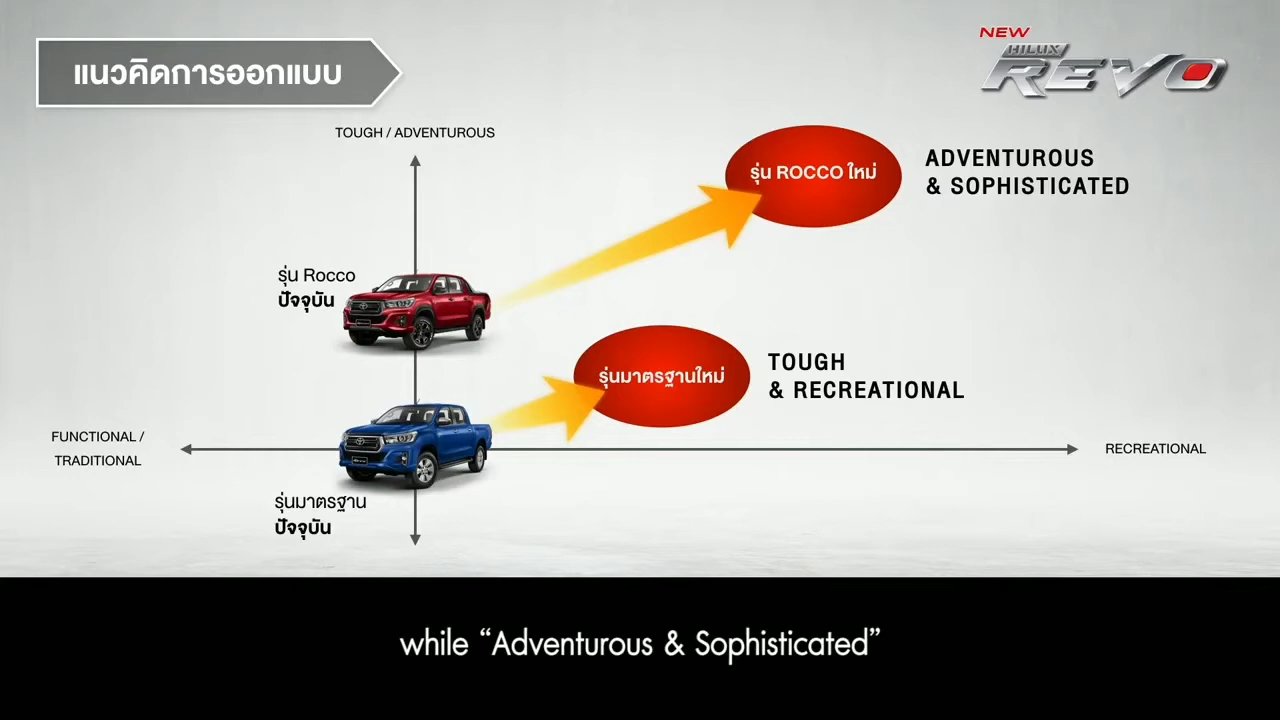 แนวคิดการออกแบบ
NEW
HILUX
REVO
TOUGH / ADVENTUROUS
รุ่น ROCCO ใหม่
ADVENTUROUS
& SOPHISTICATED
รุ่น Rocco
ปัจจุบัน
รุ่นมาตรฐานใหม่
TOUGH
& RECREATIONAL
FUNCTIONAL /
TRADITIONAL
RECREATIONAL
รุ่นมาตรฐาน
ปัจจุบัน
while “Adventurous & Sophisticated”